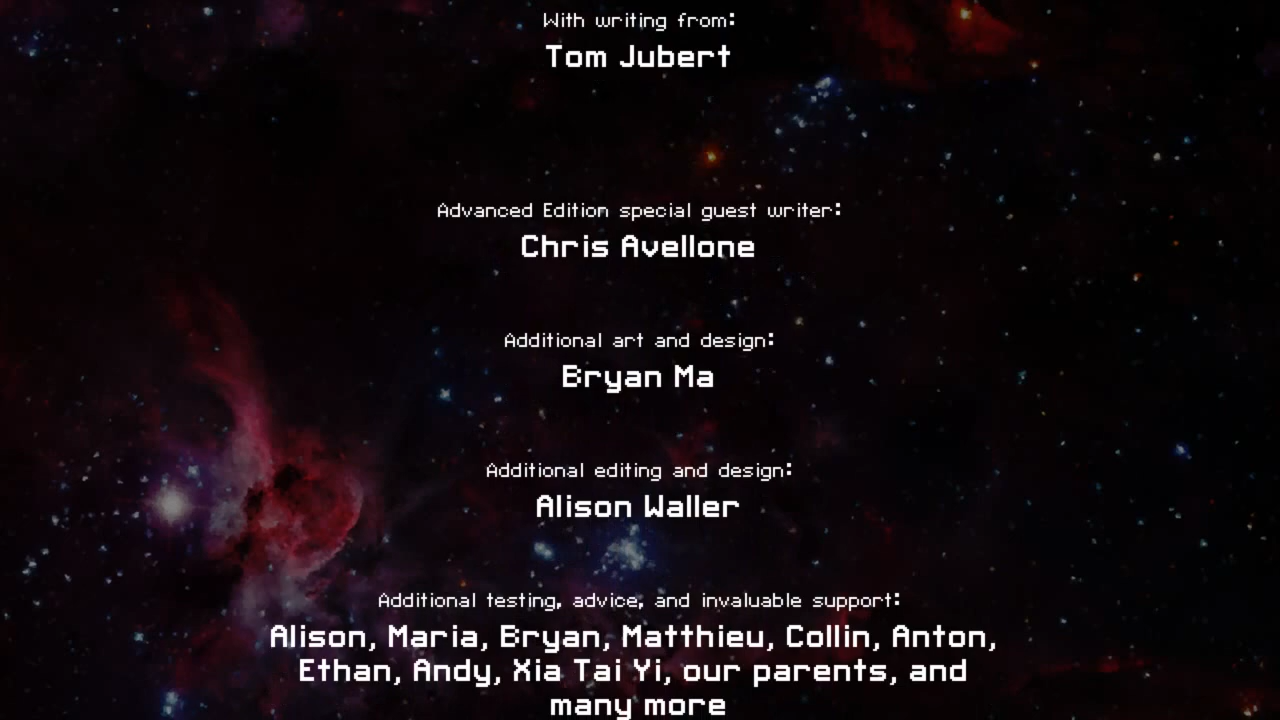 With writing from:
Tom Jubert
Advanced Edition special guest writer:
Chris Avellone
Additional art and design:
Bryan Ma
Additional editing and design:
Alison Waller
Additional testing, advice, and invaluable support:
Alison, Maria, Bryan, Matthieu, Collin, Anton,
Ethan, Andy, Xia Tai Yi, our parents, and
many more